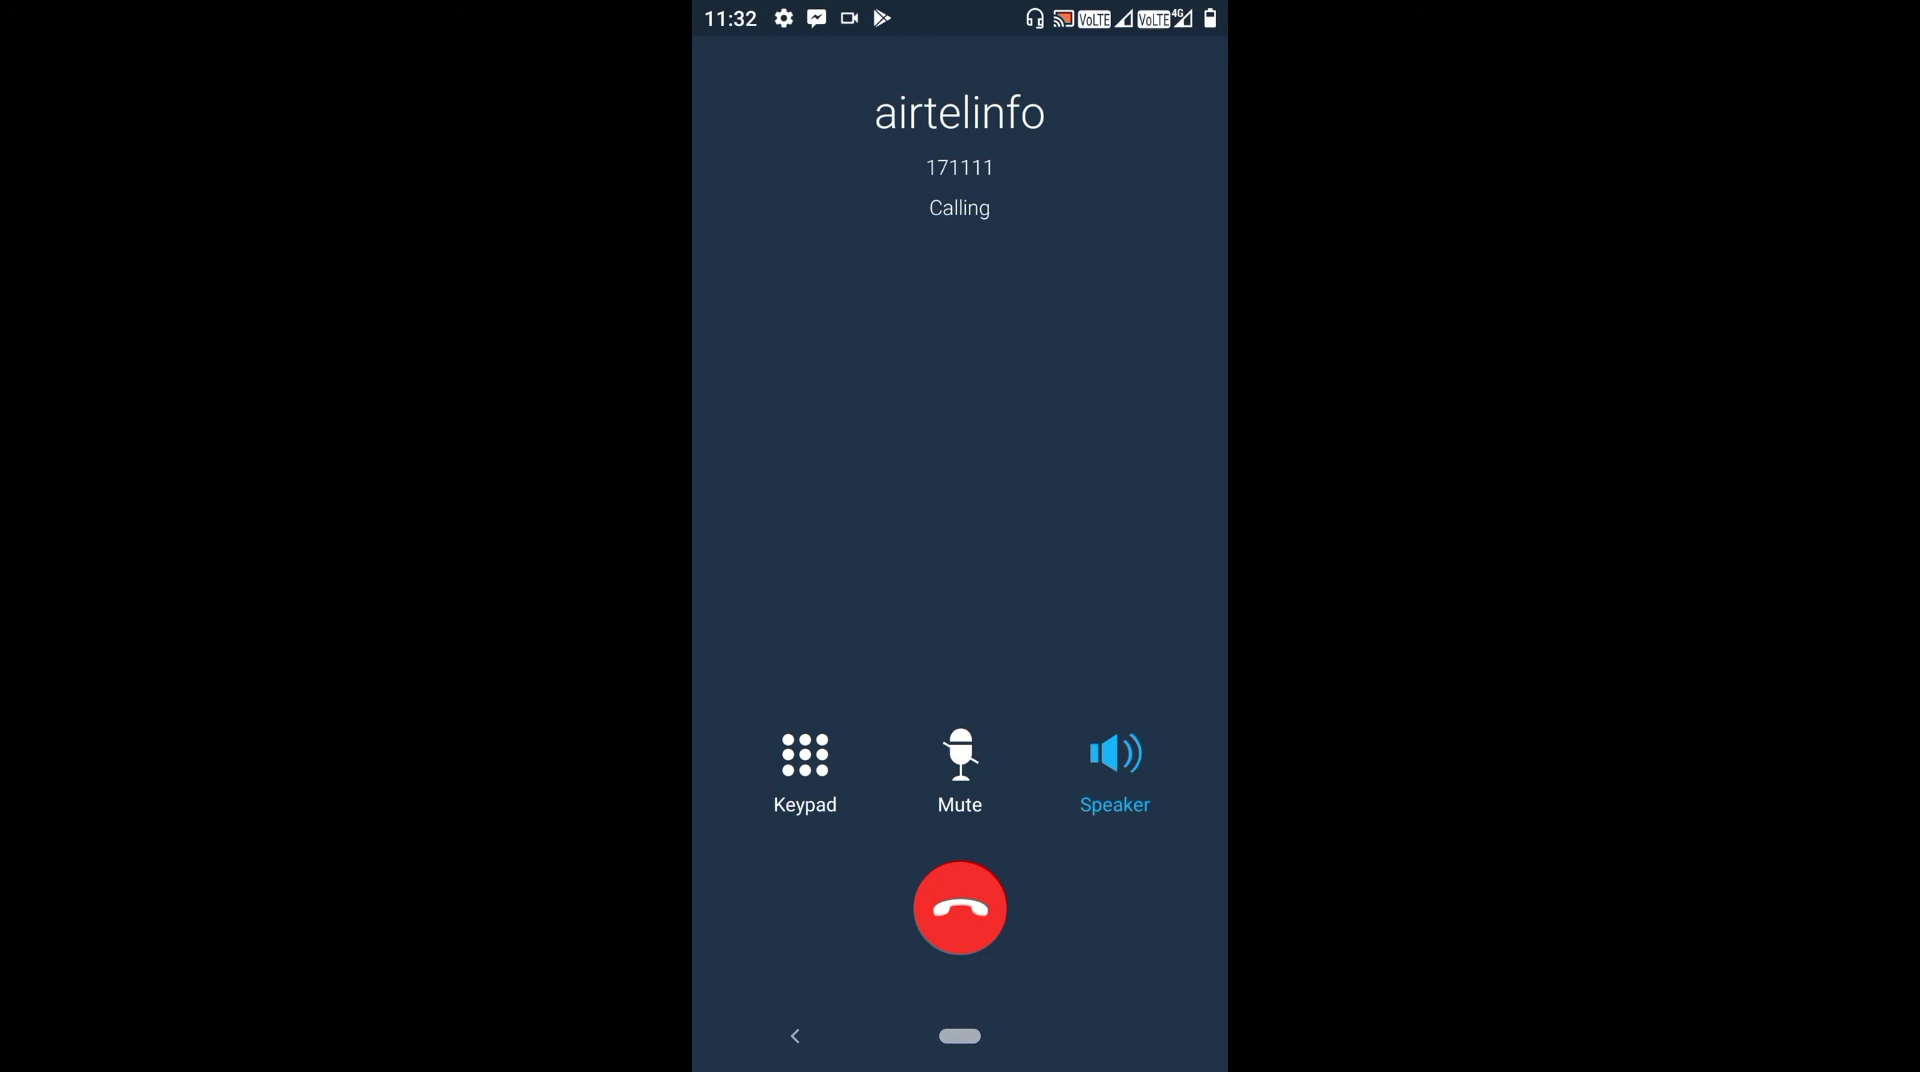 11:32 VoLTE VoLTE 4G
airtelinfo
171111
Calling
Keypad Mute Speaker